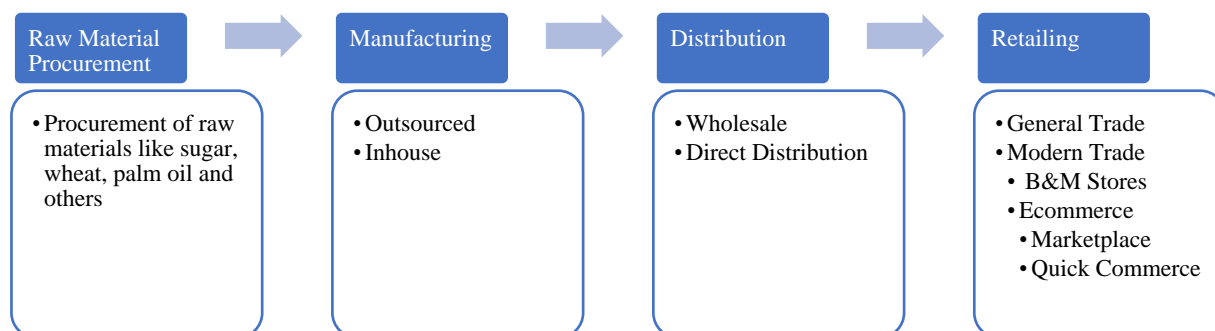 Raw Material
Procurement
• Procurement of raw
materials like sugar,
wheat, palm oil and
others
Manufacturing
• Outsourced
• Inhouse
Distribution
• Wholesale
• Direct Distribution
Retailing
• General Trade
• Modern Trade
• B&M Stores
• Ecommerce
• Marketplace
• Quick Commerce